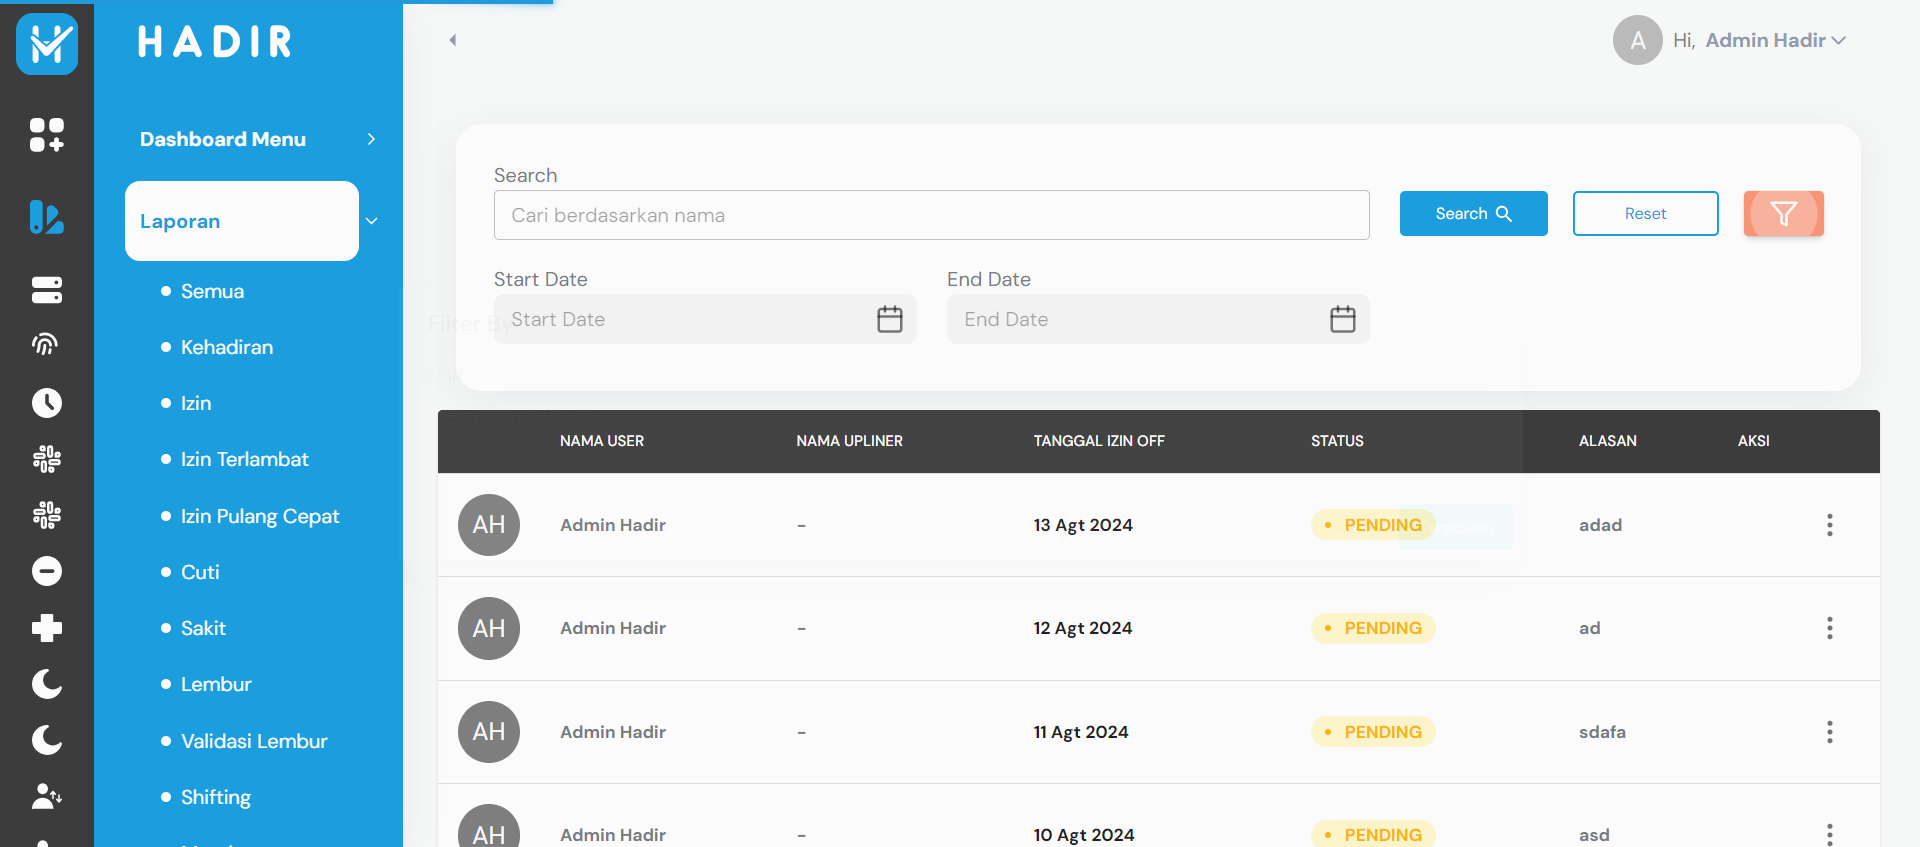 HADIR
Hi, Admin Hadir
A
Dashboard Menu
Laporan
Semua
Kehadiran
Izin
Izin Terlambat
Izin Pulang Cepat
Cuti
Sakit
Lembur
Validasi Lembur
Shifting
Search
Cari berdasarkan nama
Search
Reset
Start Date
End Date
Filter By
Start Date
End Date
NAMA USER NAMA UPLINER TANGGAL IZIN OFF STATUS ALASAN AKSI
AH Admin Hadir - 13 Agt 2024 PENDING adad
AH Admin Hadir - 12 Agt 2024 PENDING ad
AH Admin Hadir - 11 Agt 2024 PENDING sdafa
AH Admin Hadir - 10 Agt 2024 PENDING asd